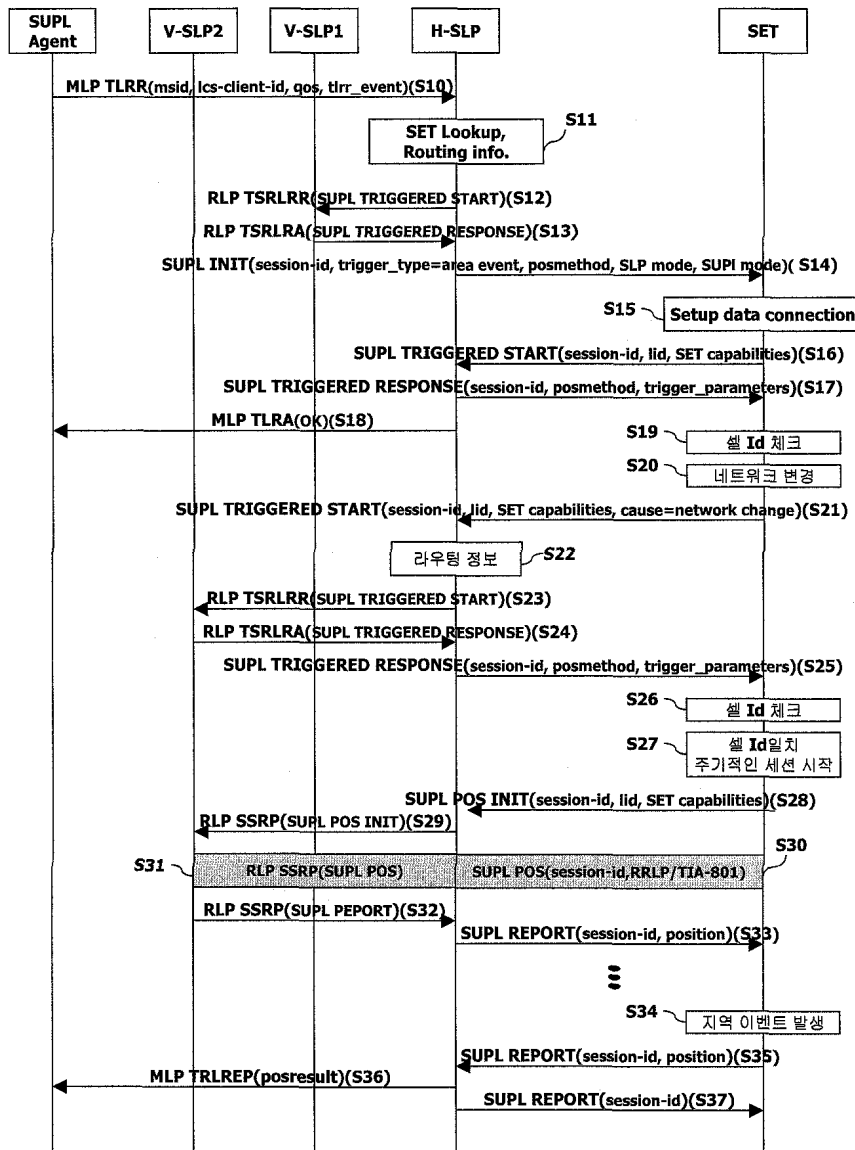 SUPL
Agent
V-SLP2
V-SLP1
H-SLP
SET
MLP TLRR(msid, lcs-client-id, qos, tlrr_event)(S10)
S11
SET Lookup,
Routing info.
RLP TSRLRR(SUPL TRIGGERED START)(S12)
RLP TSRLRA(SUPL TRIGGERED RESPONSE)(S13)
SUPL INIT(session-id, trigger_type=area event, posmethod, SLP mode, SUPl mode)( S14)
S15
Setup data connection
SUPL TRIGGERED START(session-id, lid, SET capabilities)(S16)
SUPL TRIGGERED RESPONSE(session-id, posmethod, trigger_parameters)(S17)
MLP TLRA(OK)(S18)
S19
셀 Id 체크
S20
네트워크 변경
SUPL TRIGGERED START(session-id, lid, SET capabilities, cause=network change)(S21)
라우팅 정보
S22
RLP TSRLRR(SUPL TRIGGERED START)(S23)
RLP TSRLRA(SUPL TRIGGERED RESPONSE)(S24)
SUPL TRIGGERED RESPONSE(session-id, posmethod, trigger_parameters)(S25)
S26
셀 Id 체크
S27
셀 Id일치
주기적인 세션 시작
SUPL POS INIT(session-id, lid, SET capabilities)(S28)
RLP SSRP(SUPL POS INIT)(S29)
S30
S31
RLP SSRP(SUPL POS)
SUPL POS(session-id,RRLP/TIA-801)
RLP SSRP(SUPL PEPORT)(S32)
SUPL REPORT(session-id, position)(S33)
S34
지역 이벤트 발생
SUPL REPORT(session-id, position)(S35)
MLP TRLREP(posresult)(S36)
SUPL REPORT(session-id)(S37)